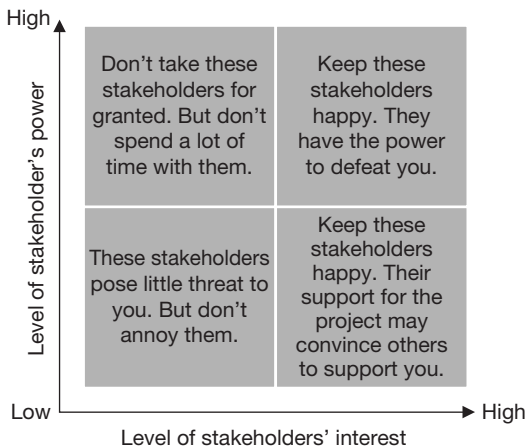 High
Level of stakeholder's power
Don't take these
stakeholders for
granted. But don't
spend a lot of
time with them.
Keep these
stakeholders
happy. They
have the power
to defeat you.
These stakeholders
pose little threat to
you. But don't
annoy them.
Keep these
stakeholders
happy. Their
support for the
project may
convince others
to support you.
Low
High
Level of stakeholders' interest